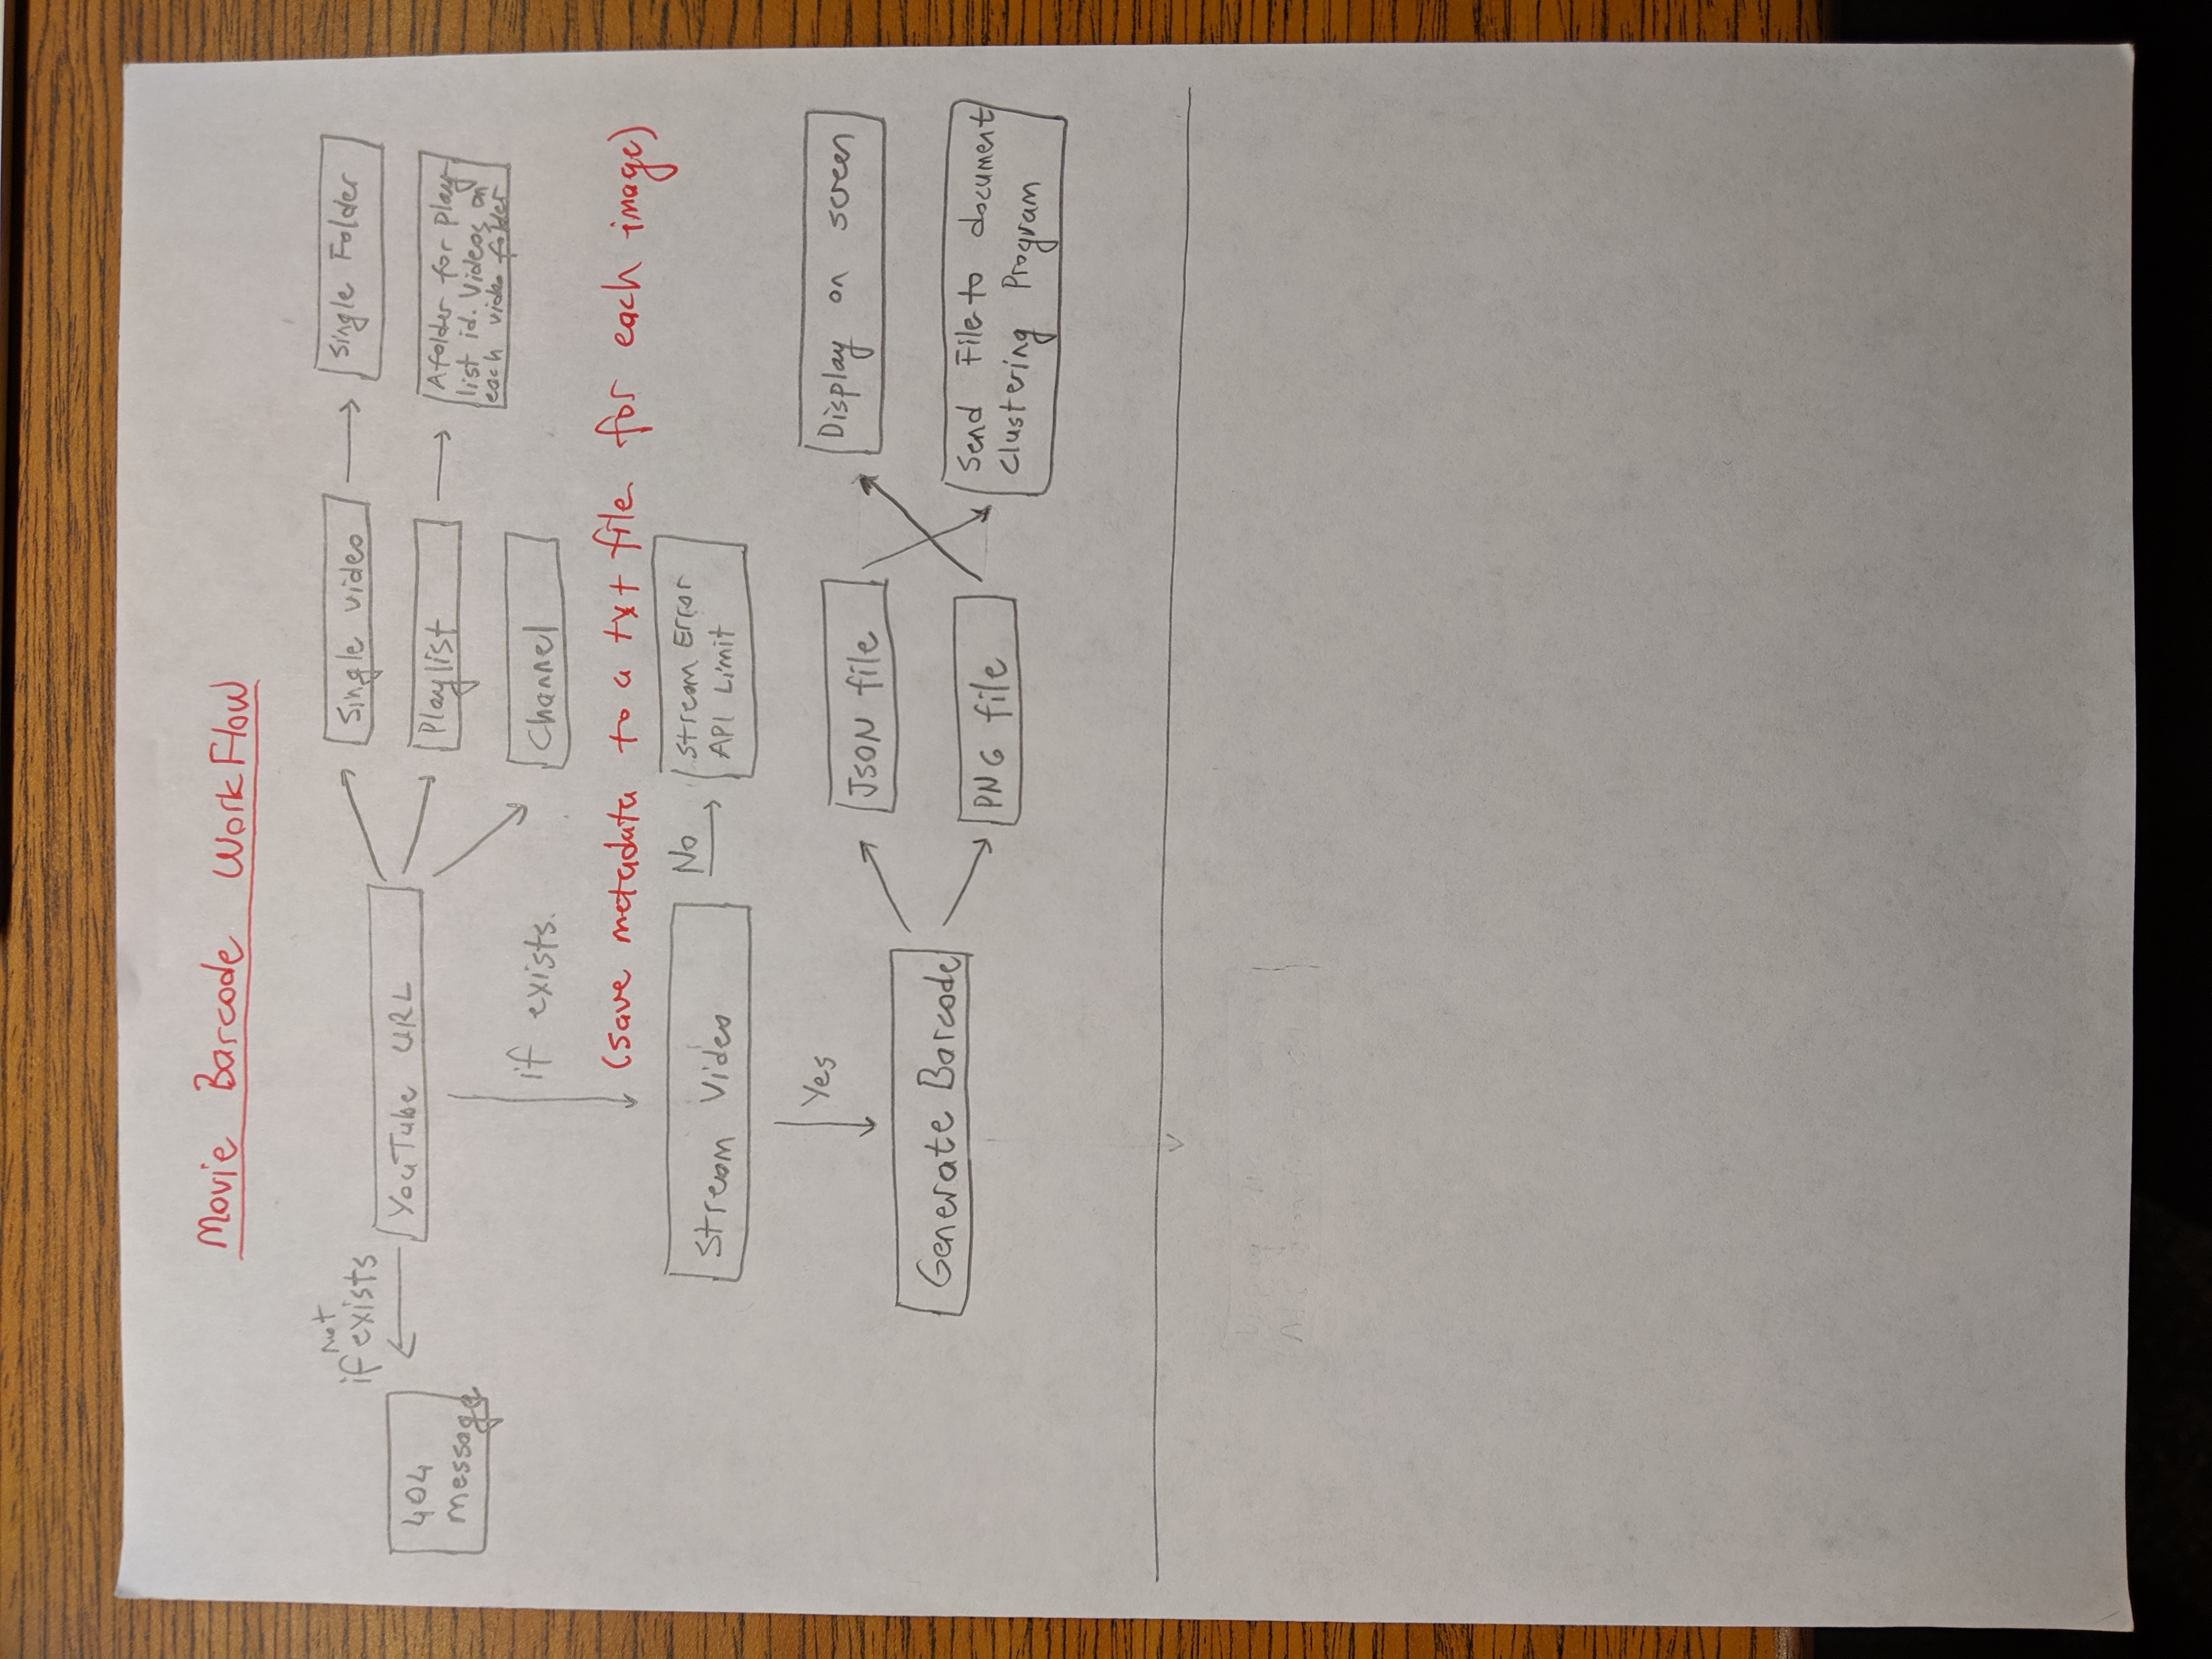 Movie Barcode WorkFlow
if not exists
404
message
YouTube URL
Single video
Single Folder
Playlist
A folder for Play
list id. Videos on
each video folder
Channel
if exists.
(save metadata to a txt file for each image)
Stream Video
No
Stream Error
API Limit
Yes
Generate Barcode
JSON file
PNG file
Display on screen
Send File to document
Clustering Program